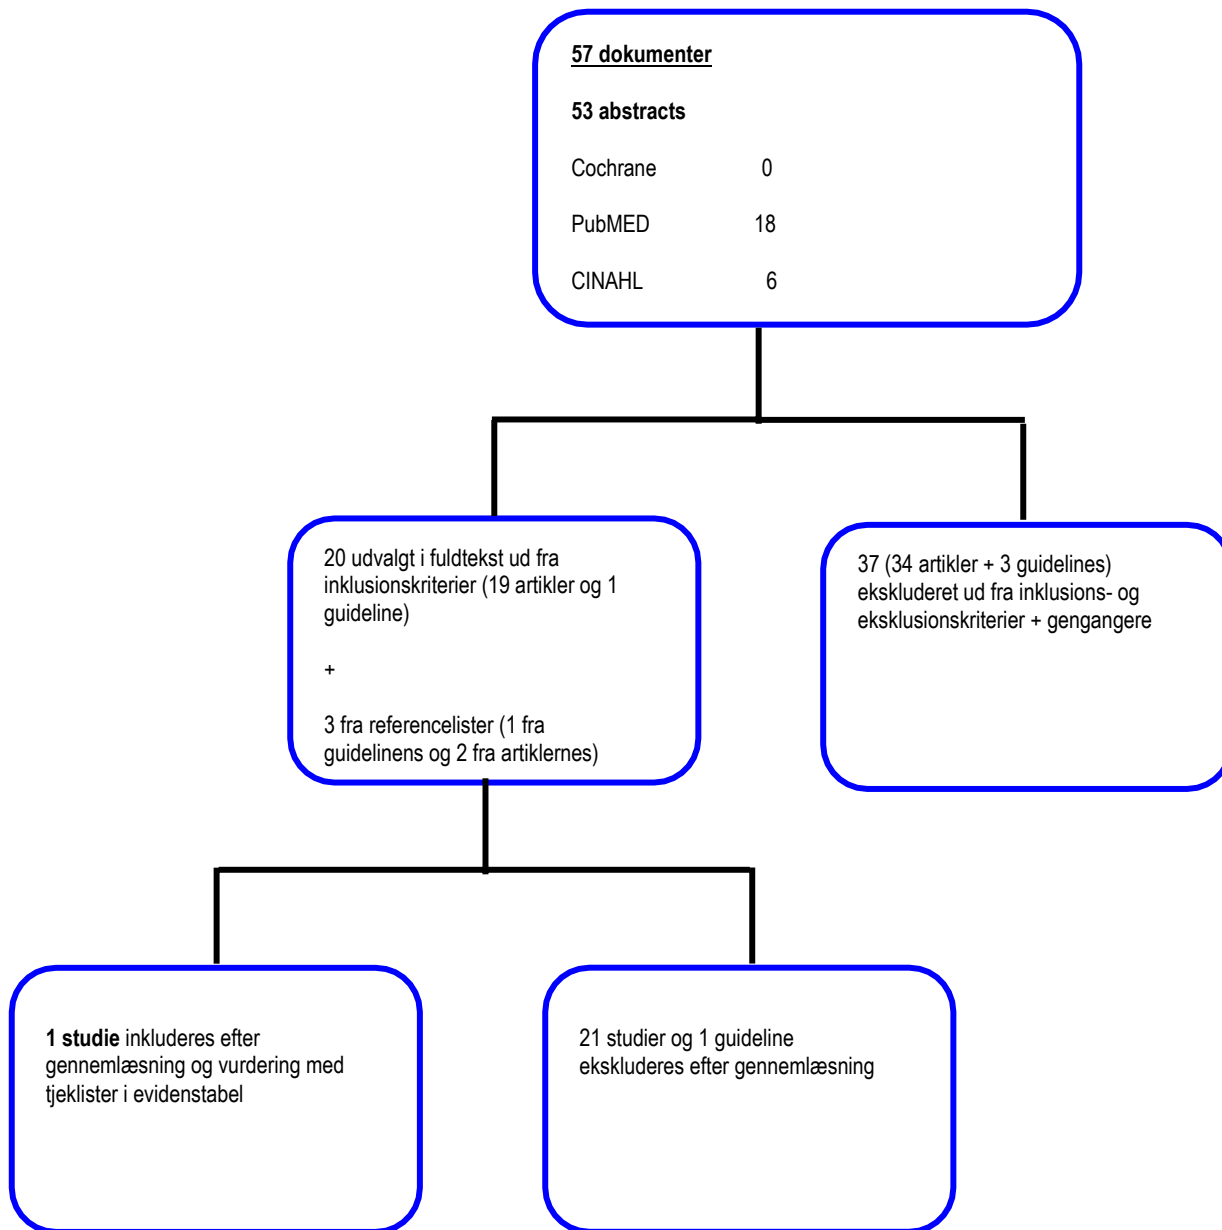 57 dokumenter
53 abstracts
Cochrane 0
PubMED 18
CINAHL 6
20 udvalgt i fuldtekst ud fra
inklusionskriterier (19 artikler og 1
guideline)
+
3 fra referencelister (1 fra
guidelinens og 2 fra artiklernes)
37 (34 artikler + 3 guidelines)
ekskluderet ud fra inklusions- og
eksklusionskriterier + gengangere
1 studie inkluderes efter
gennemlæsning og vurdering med
tjeklister i evidenstabel
21 studier og 1 guideline
ekskluderes efter gennemlæsning